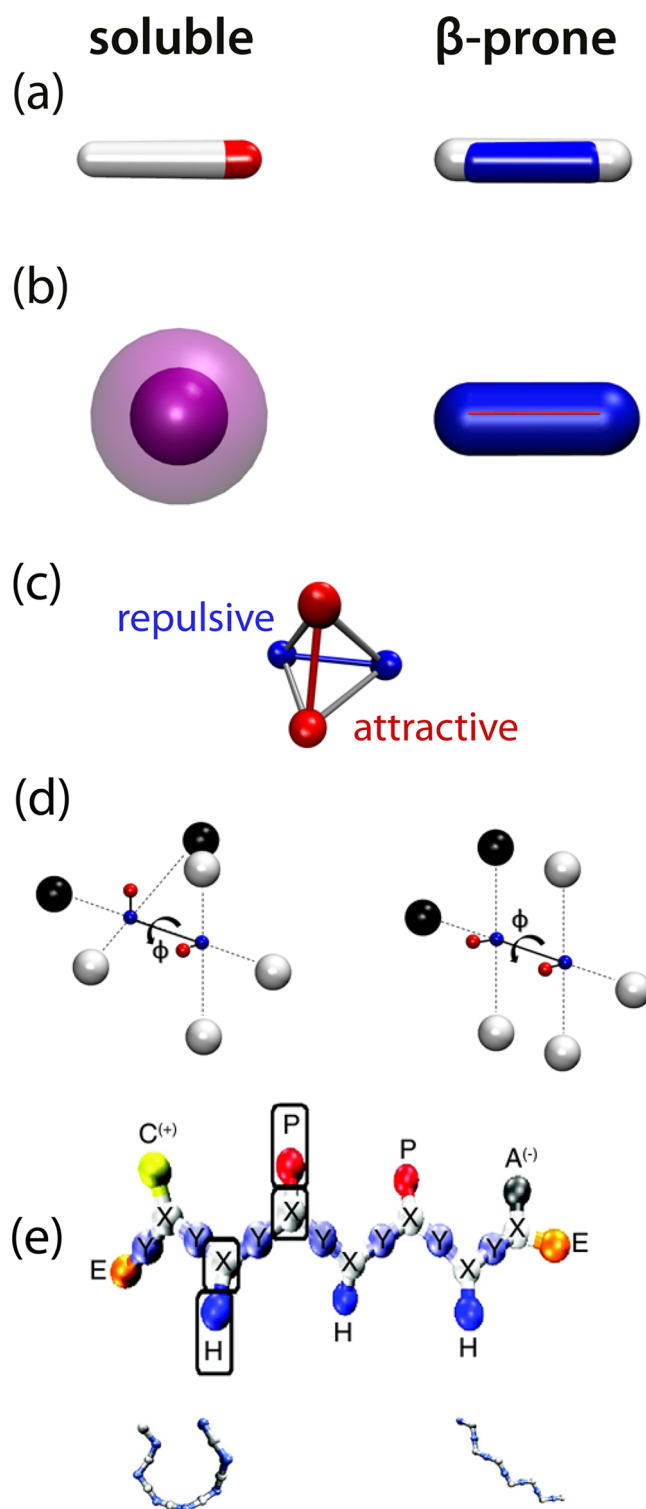 soluble β-prone
(a)
(b)
(c)
repulsive
attractive
(d)
ϕ ϕ
C(+) P P A(-)
X X X X
(e)
Y Y Y Y Y Y
E X X X E
H H H